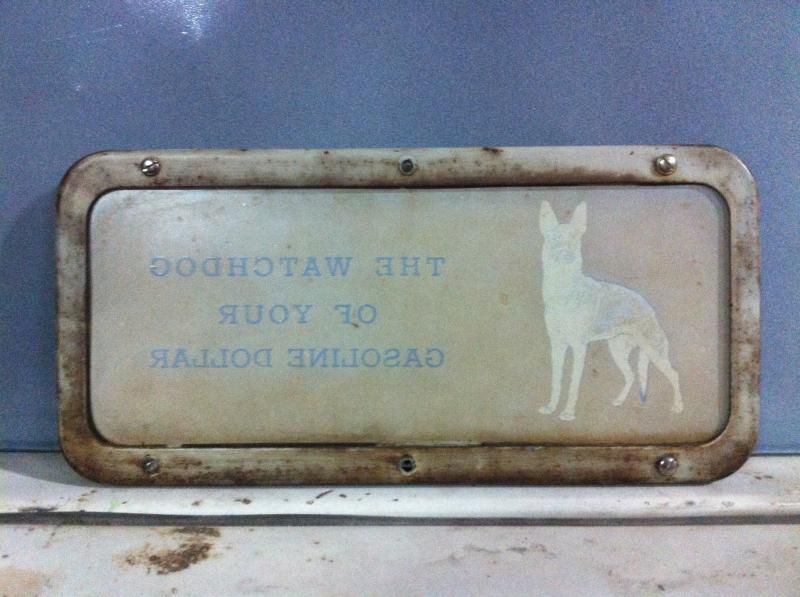 THE WATCHDOG
OF YOUR
GASOLINE DOLLAR